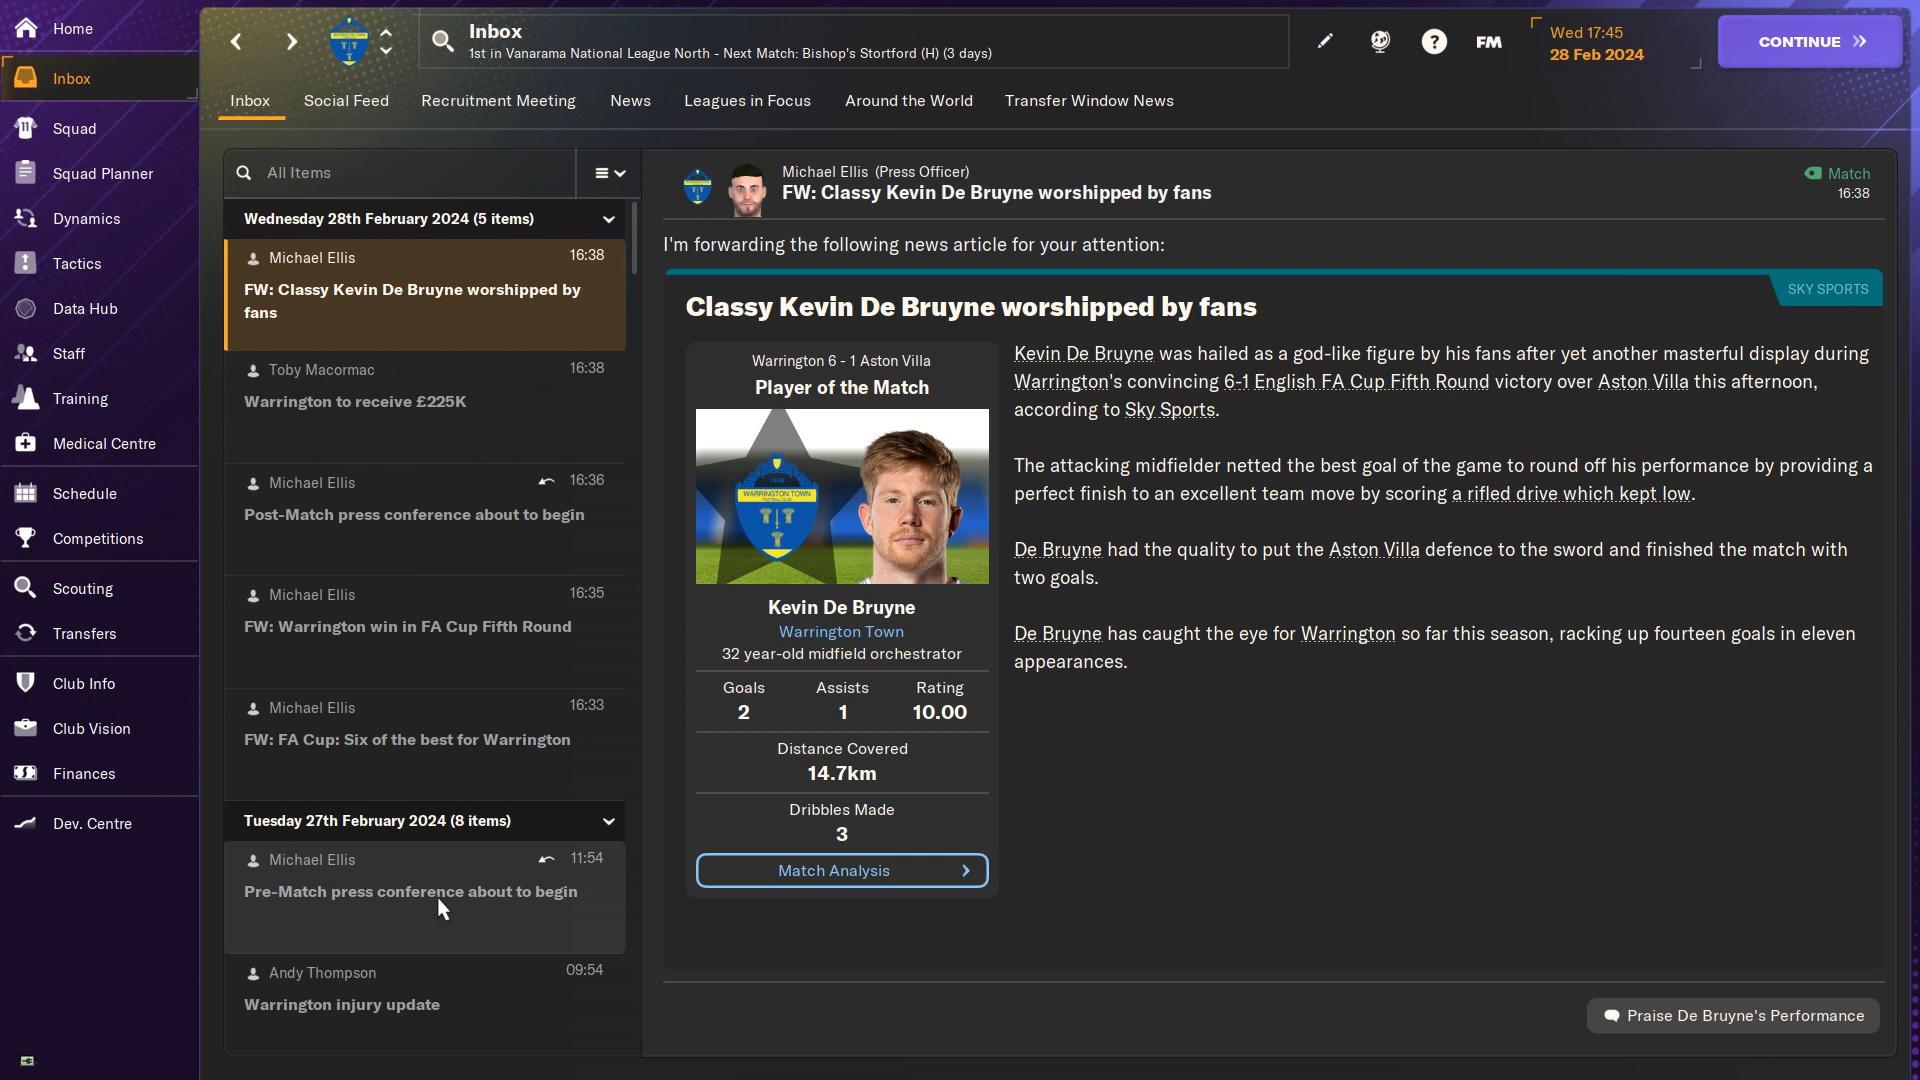 Home
Inbox
Squad
Squad Planner
Dynamics
Tactics
Data Hub
Staff
Training
Medical Centre
Schedule
Competitions
Scouting
Transfers
Club Info
Club Vision
Finances
Dev. Centre
Inbox
1st in Vanarama National League North - Next Match: Bishop's Stortford (H) (3 days)
FM
Wed 17:45
28 Feb 2024
CONTINUE
Inbox
Social Feed
Recruitment Meeting
News
Leagues in Focus
Around the World
Transfer Window News
All Items
Wednesday 28th February 2024 (5 items)
Michael Ellis 16:38
FW: Classy Kevin De Bruyne worshipped by
fans
Toby Macormac 16:38
Warrington to receive £225K
Michael Ellis 16:36
Post-Match press conference about to begin
Michael Ellis 16:35
FW: Warrington win in FA Cup Fifth Round
Michael Ellis 16:33
FW: FA Cup: Six of the best for Warrington
Tuesday 27th February 2024 (8 items)
Michael Ellis 11:54
Pre-Match press conference about to begin
Andy Thompson 09:54
Warrington injury update
Michael Ellis (Press Officer)
FW: Classy Kevin De Bruyne worshipped by fans
Match
16:38
I'm forwarding the following news article for your attention:
SKY SPORTS
Classy Kevin De Bruyne worshipped by fans
Warrington 6 - 1 Aston Villa
Player of the Match
WARRINGTON TOWN
Kevin De Bruyne
Warrington Town
32 year-old midfield orchestrator
Goals Assists Rating
2 1 10.00
Distance Covered
14.7km
Dribbles Made
3
Match Analysis
Kevin De Bruyne was hailed as a god-like figure by his fans after yet another masterful display during
Warrington's convincing 6-1 English FA Cup Fifth Round victory over Aston Villa this afternoon,
according to Sky Sports.
The attacking midfielder netted the best goal of the game to round off his performance by providing a
perfect finish to an excellent team move by scoring a rifled drive which kept low.
De Bruyne had the quality to put the Aston Villa defence to the sword and finished the match with
two goals.
De Bruyne has caught the eye for Warrington so far this season, racking up fourteen goals in eleven
appearances.
Praise De Bruyne's Performance